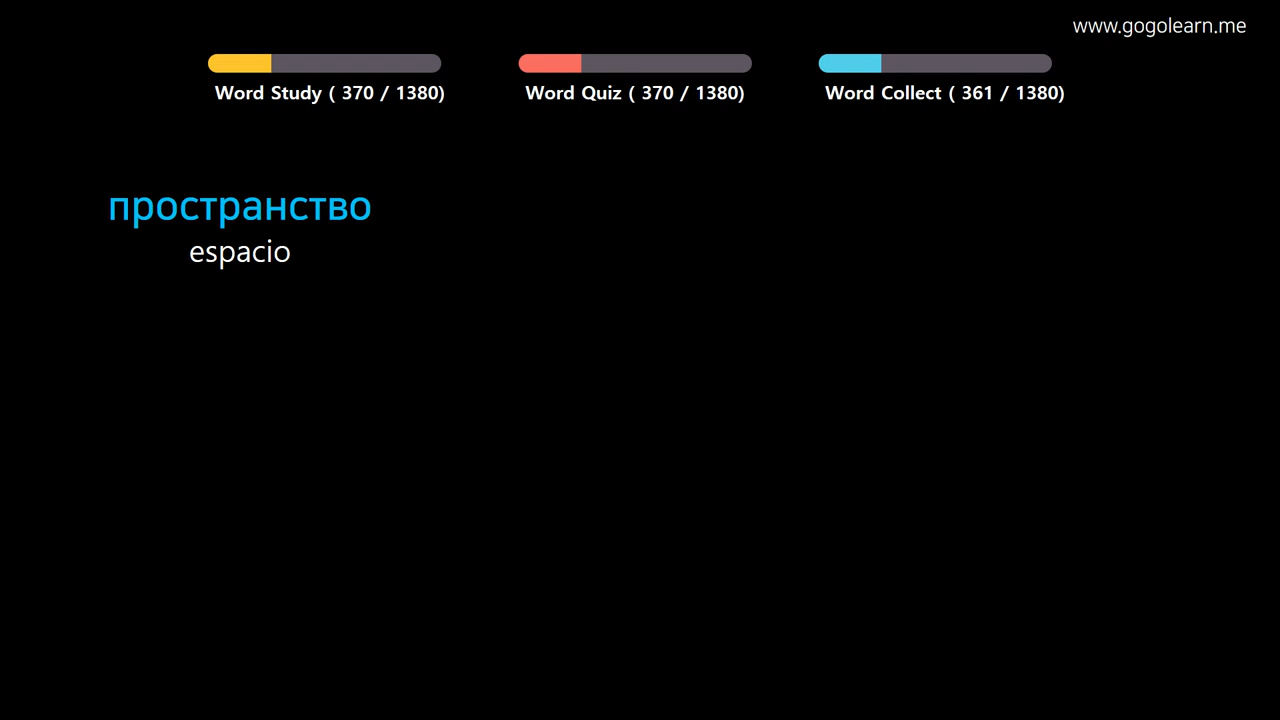 www.gogolearn.me
Word Study ( 370 / 1380)
Word Quiz ( 370 / 1380)
Word Collect ( 361 / 1380)
пространство
espacio